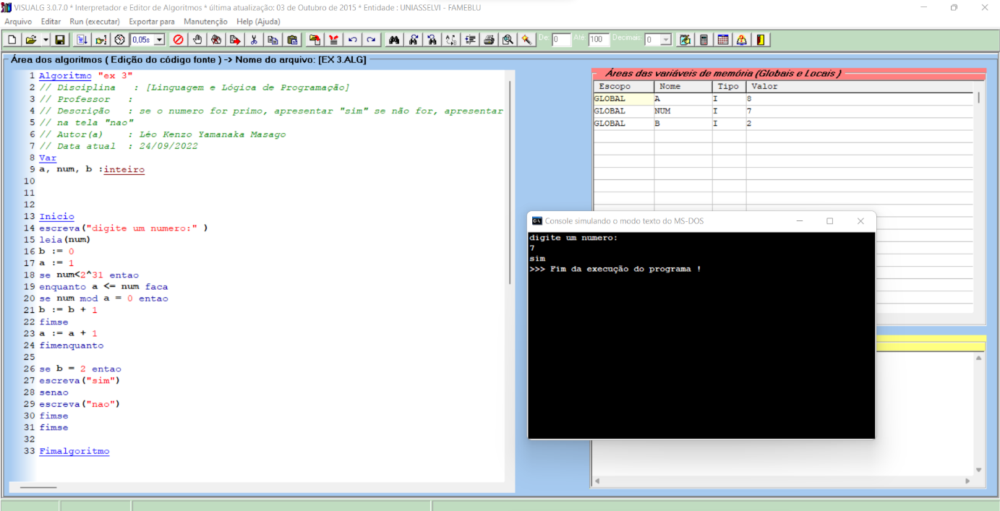 VISUALG 3.0.7.0 * Interpretador e Editor de Algoritmos * última atualização: 03 de Outubro de 2015 * Entidade : UNIASSELVI - FAMEBLU
Arquivo Editar Run (executar) Exportar para Manutenção Help (Ajuda)
0,05s De: 0 Até: 100 Decimais: 0
Área dos algoritmos ( Edição do código fonte ) -> Nome do arquivo: [EX 3.ALG]
1 Algoritmo "ex 3"
2 // Disciplina : [Linguagem e Lógica de Programação]
3 // Professor :
4 // Descrição : se o numero for primo, apresentar "sim" se não for, apresentar
5 // na tela "nao"
6 // Autor(a) : Léo Kenzo Yamanaka Masago
7 // Data atual : 24/09/2022
8 Var
9 a, num, b :inteiro
10
11
12
13 Inicio
14 escreva("digite um numero:" )
15 leia(num)
16 b := 0
17 a := 1
18 se num<2^31 entao
19 enquanto a <= num faca
20 se num mod a = 0 entao
21 b := b + 1
22 fimse
23 a := a + 1
24 fimenquanto
25
26 se b = 2 entao
27 escreva("sim")
28 senao
29 escreva("nao")
30 fimse
31 fimse
32
33 Fimalgoritmo
Áreas das variáveis de memória (Globais e Locais )
Escopo Nome Tipo Valor
GLOBAL A I 8
GLOBAL NUM I 7
GLOBAL B I 2
Console simulando o modo texto do MS-DOS
digite um numero:
7
sim
>>> Fim da execução do programa !